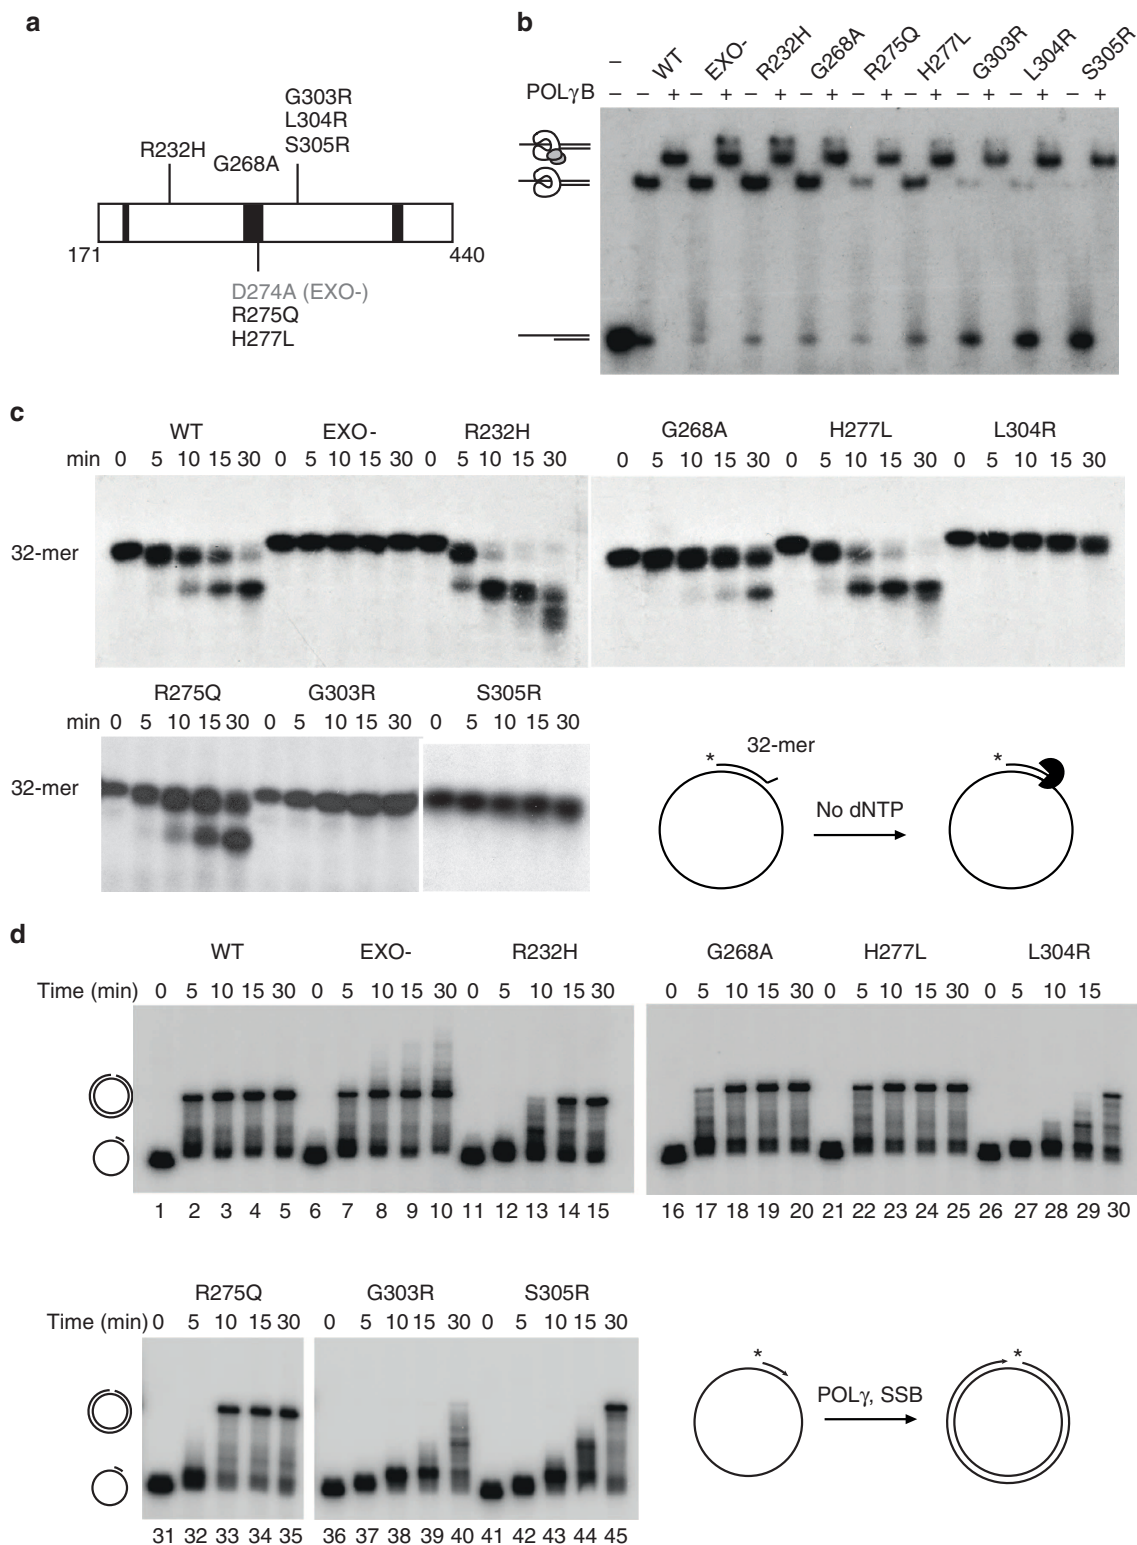 a
G303R
L304R
S305R
R232H
G268A
171
440
D274A (EXO-)
R275Q
H277L
b
– WT EXO- R232H G268A R275Q H277L G303R L304R S305R
POLγB – – + – + – + – + – + – + – + – + – +
c
WT EXO- R232H G268A H277L L304R
min 0 5 10 15 30 0 5 10 15 30 0 5 10 15 30 0 5 10 15 30 0 5 10 15 30 0 5 10 15 30
32-mer
R275Q G303R S305R
min 0 5 10 15 30 0 5 10 15 30 0 5 10 15 30
32-mer
* 32-mer
No dNTP
*
d
WT EXO- R232H G268A H277L L304R
Time (min) 0 5 10 15 30 0 5 10 15 30 0 5 10 15 30 0 5 10 15 30 0 5 10 15 30 0 5 10 15
1 2 3 4 5 6 7 8 9 10 11 12 13 14 15 16 17 18 19 20 21 22 23 24 25 26 27 28 29 30
R275Q G303R S305R
Time (min) 0 5 10 15 30 0 5 10 15 30 0 5 10 15 30
31 32 33 34 35 36 37 38 39 40 41 42 43 44 45
*
POLγ, SSB
*